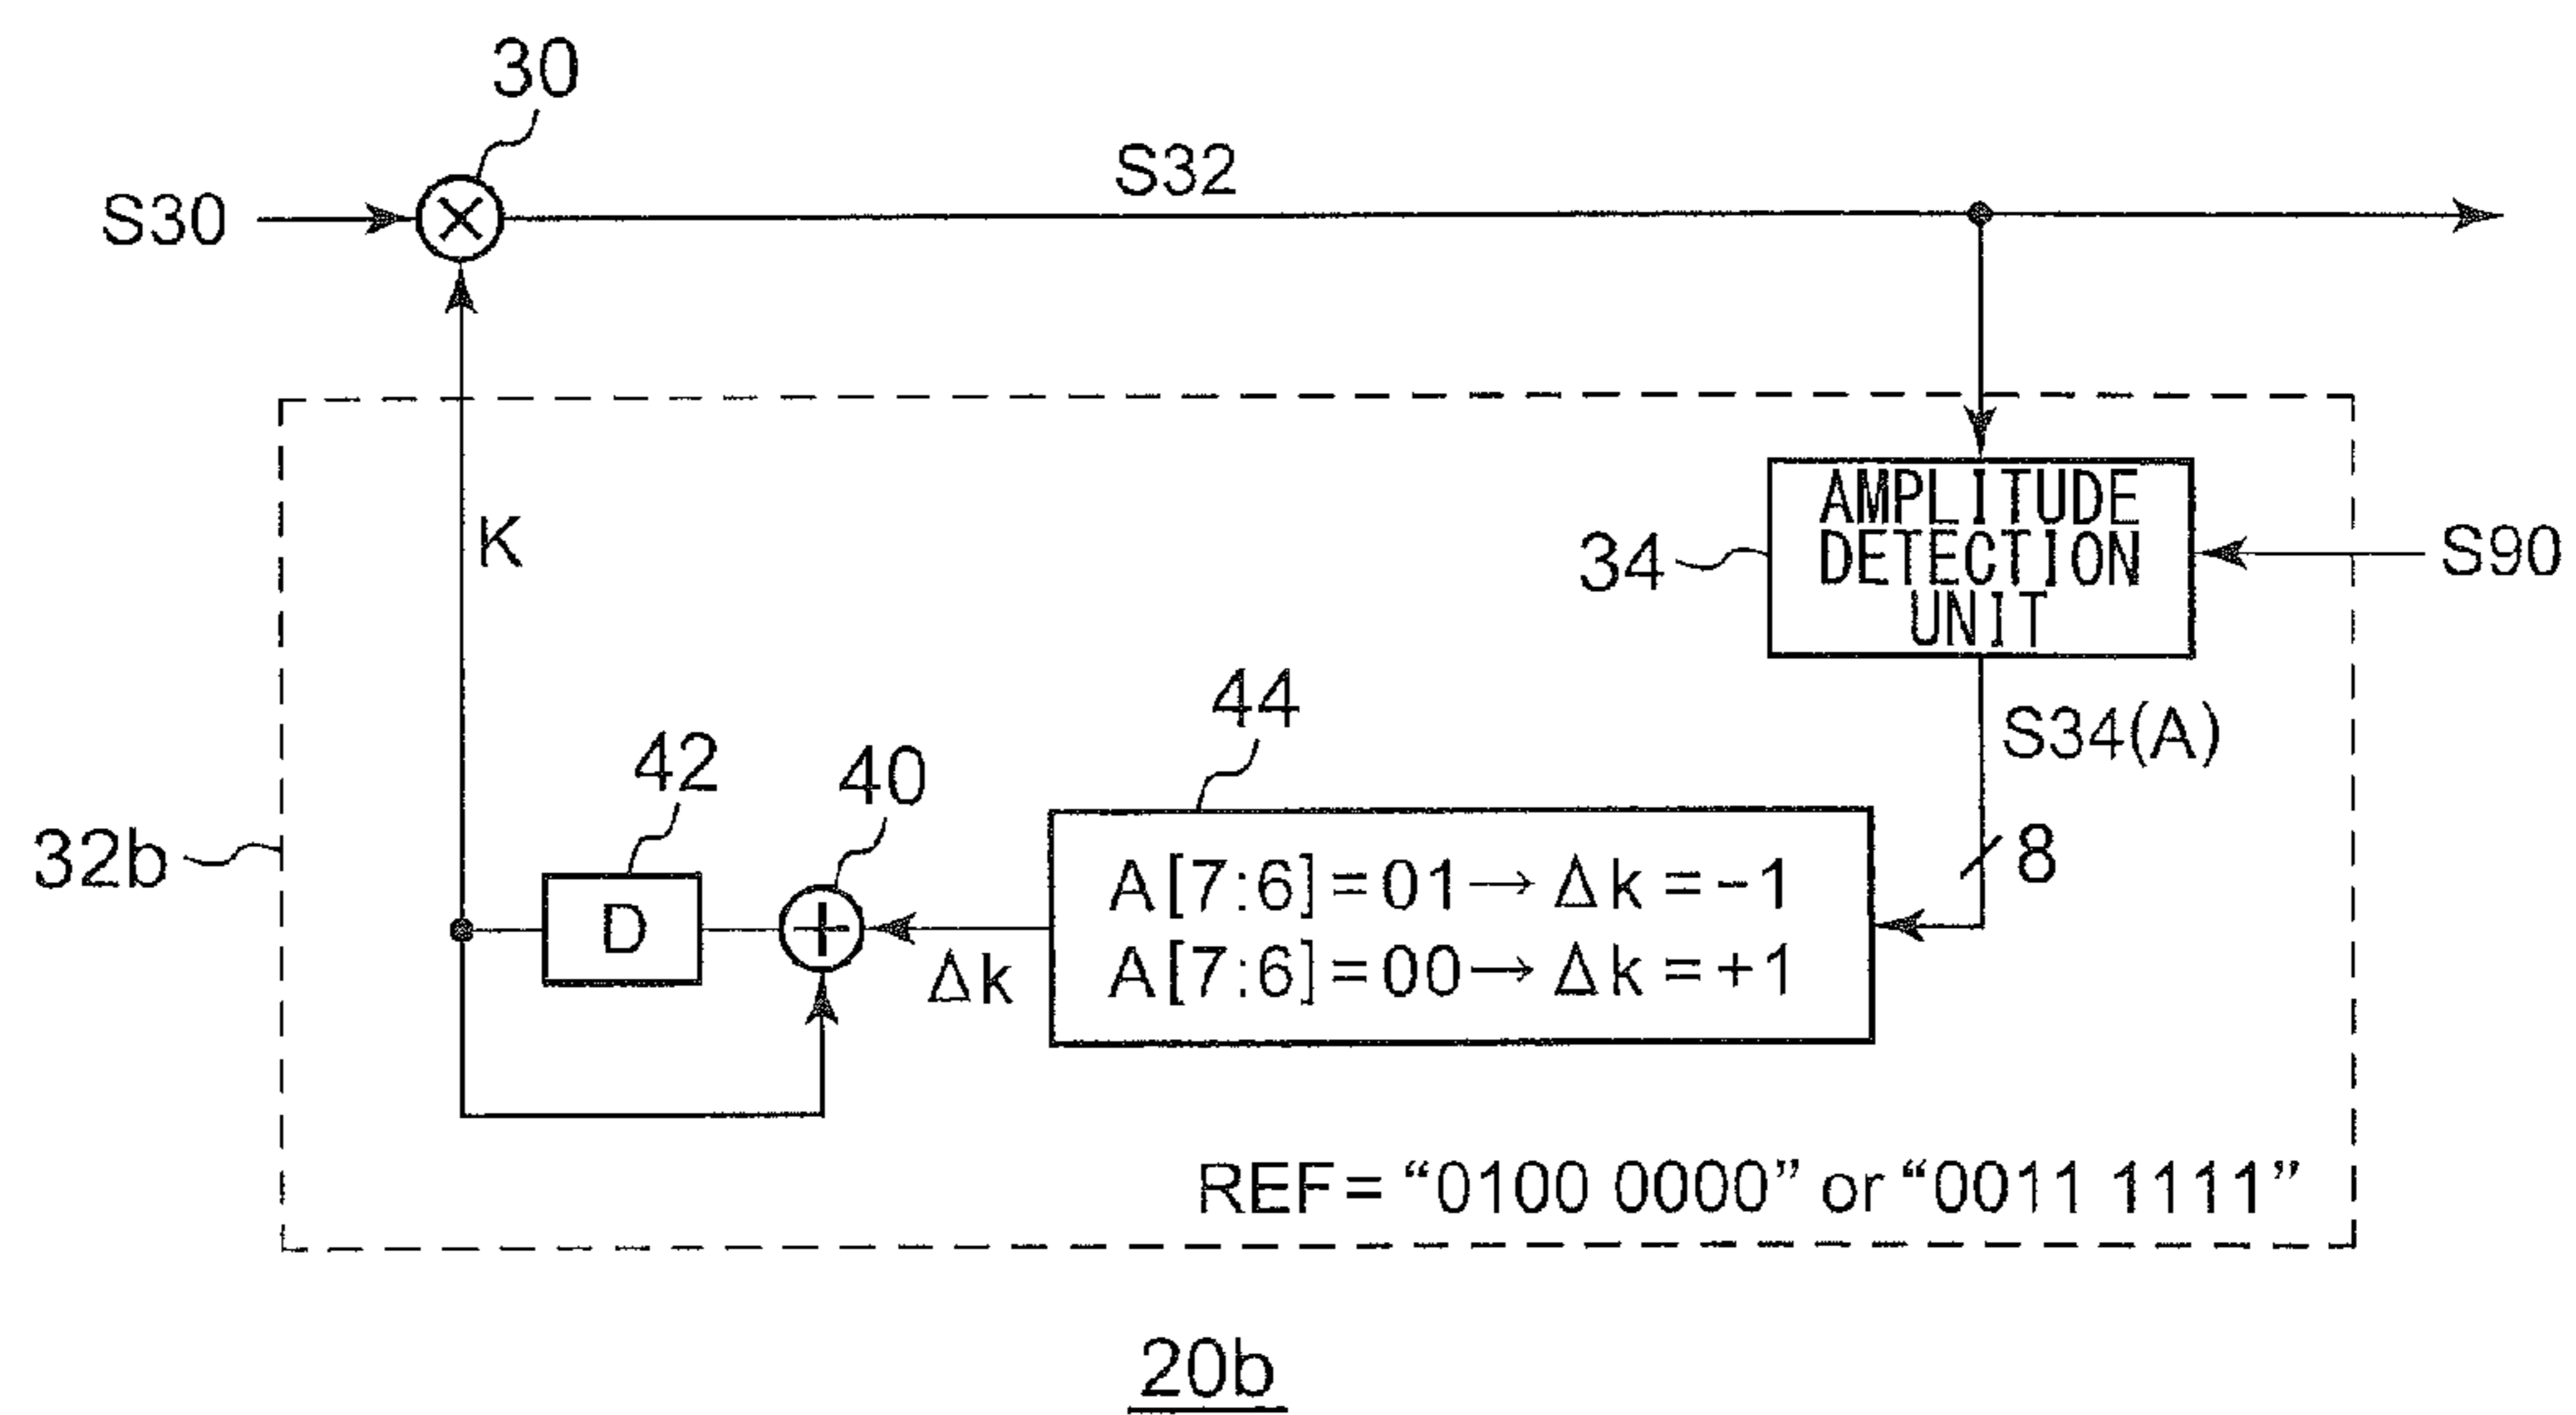 30
S30
S32
K
AMPLITUDE
DETECTION
UNIT
34
S90
S34(A)
8
44
42
40
32b
D
Δk
A[7:6]=01→Δk=-1
A[7:6]=00→Δk=+1
REF= “0100 0000” or “0011 1111”
20b